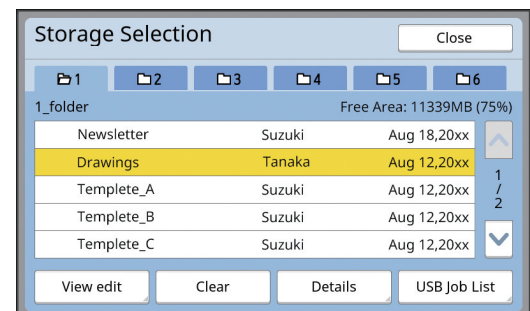 Storage Selection Close
1 2 3 4 5 6
1_folder Free Area: 11339MB (75%)
Newsletter Suzuki Aug 18,20xx
Drawings Tanaka Aug 12,20xx
Templete_A Suzuki Aug 12,20xx
Templete_B Suzuki Aug 12,20xx
Templete_C Suzuki Aug 12,20xx
1
/
2
View edit Clear Details USB Job List